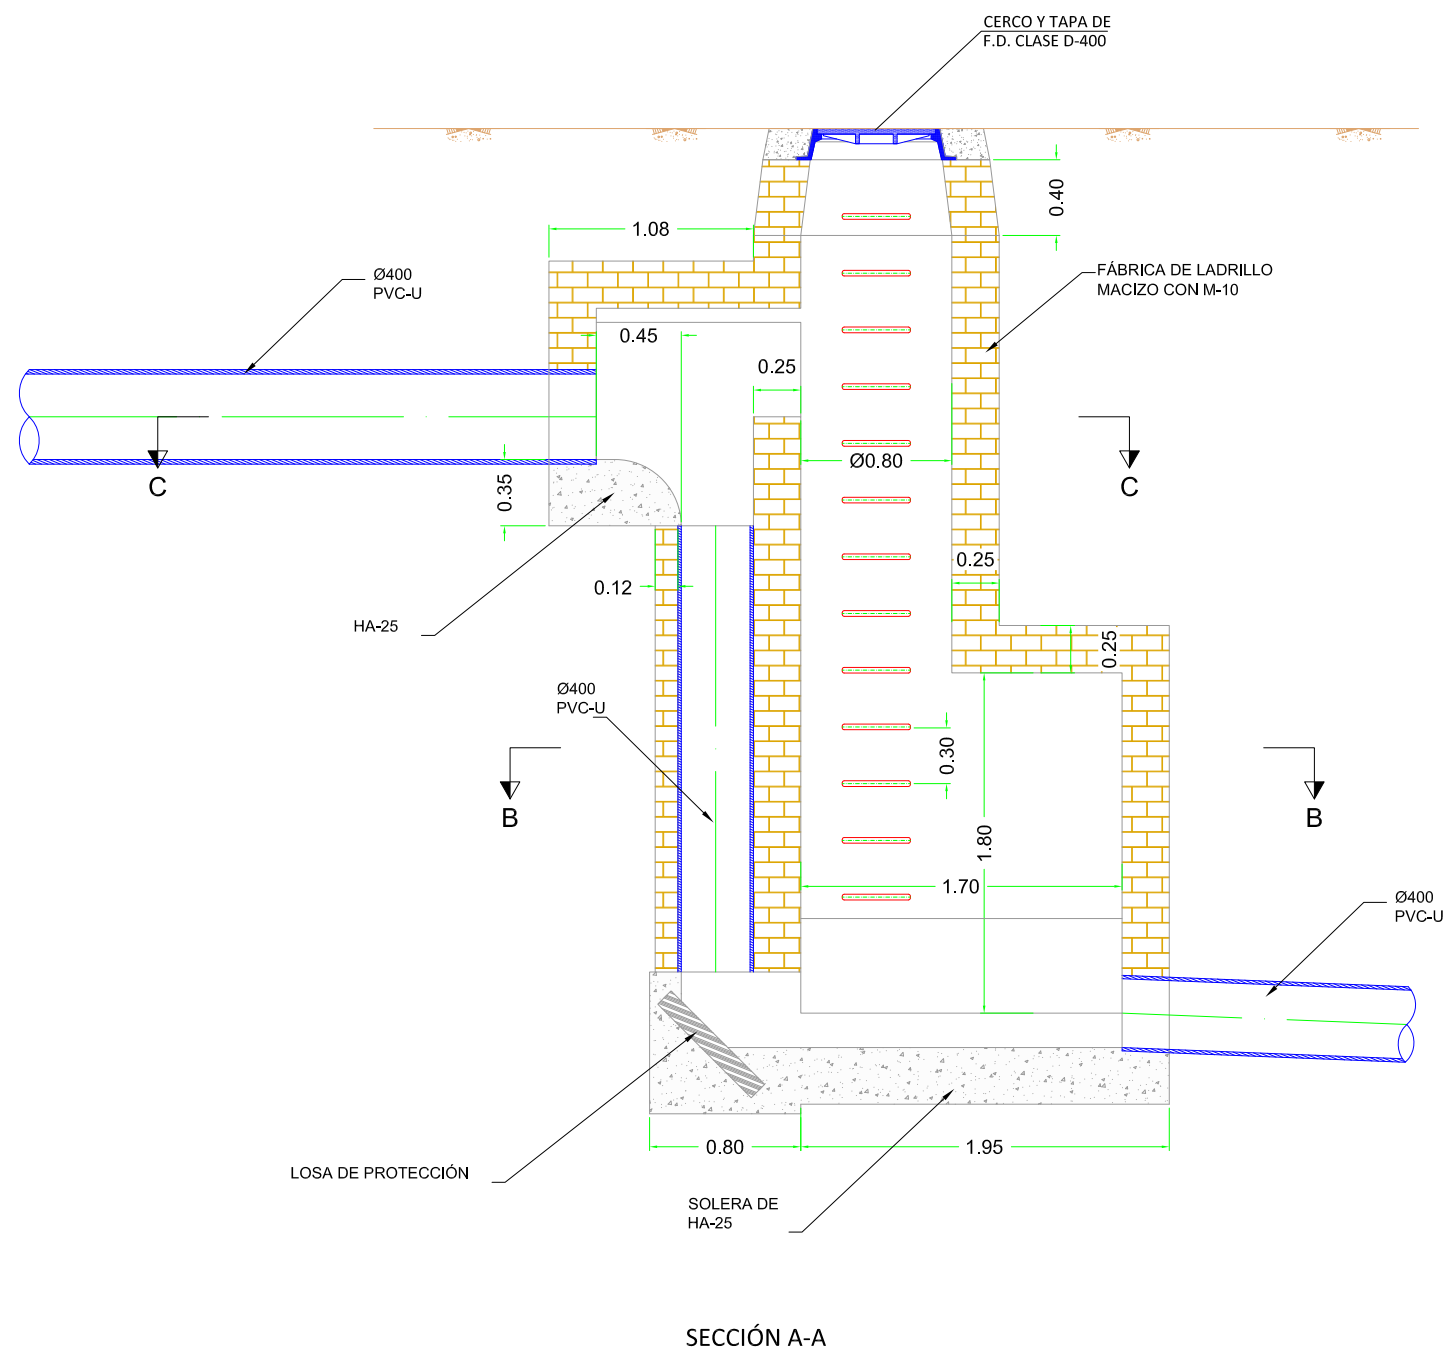 CERCO Y TAPA DE
F.D. CLASE D-400
0.40
1.08
Ø400
PVC-U
FÁBRICA DE LADRILLO
MACIZO CON M-10
0.45
0.25
Ø0.80
C
C
0.35
0.25
0.12
HA-25
0.25
Ø400
PVC-U
0.30
B
B
1.80
1.70
Ø400
PVC-U
0.80
1.95
LOSA DE PROTECCIÓN
SOLERA DE
HA-25
SECCIÓN A-A